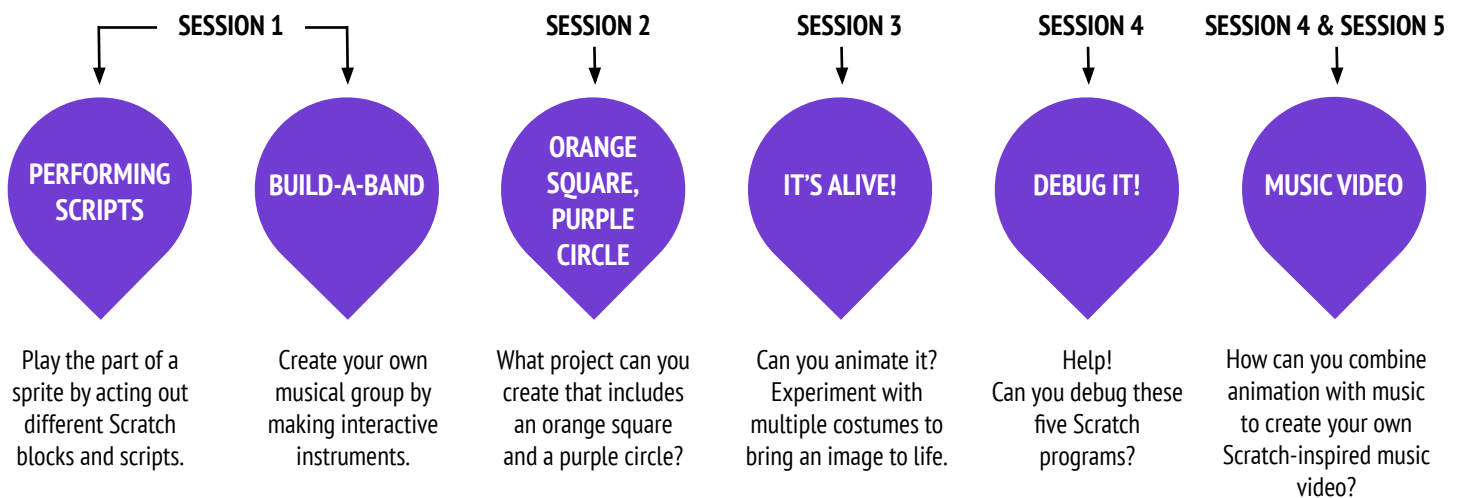 SESSION 1
SESSION 2
SESSION 3
SESSION 4
SESSION 4 & SESSION 5
PERFORMING
SCRIPTS
BUILD-A-BAND
ORANGE
SQUARE,
PURPLE
CIRCLE
IT'S ALIVE!
DEBUG IT!
MUSIC VIDEO
Play the part of a
sprite by acting out
different Scratch
blocks and scripts.
Create your own
musical group by
making interactive
instruments.
What project can you
create that includes
an orange square
and a purple circle?
Can you animate it?
Experiment with
multiple costumes to
bring an image to life.
Help!
Can you debug these
five Scratch
programs?
How can you combine
animation with music
to create your own
Scratch-inspired music
video?